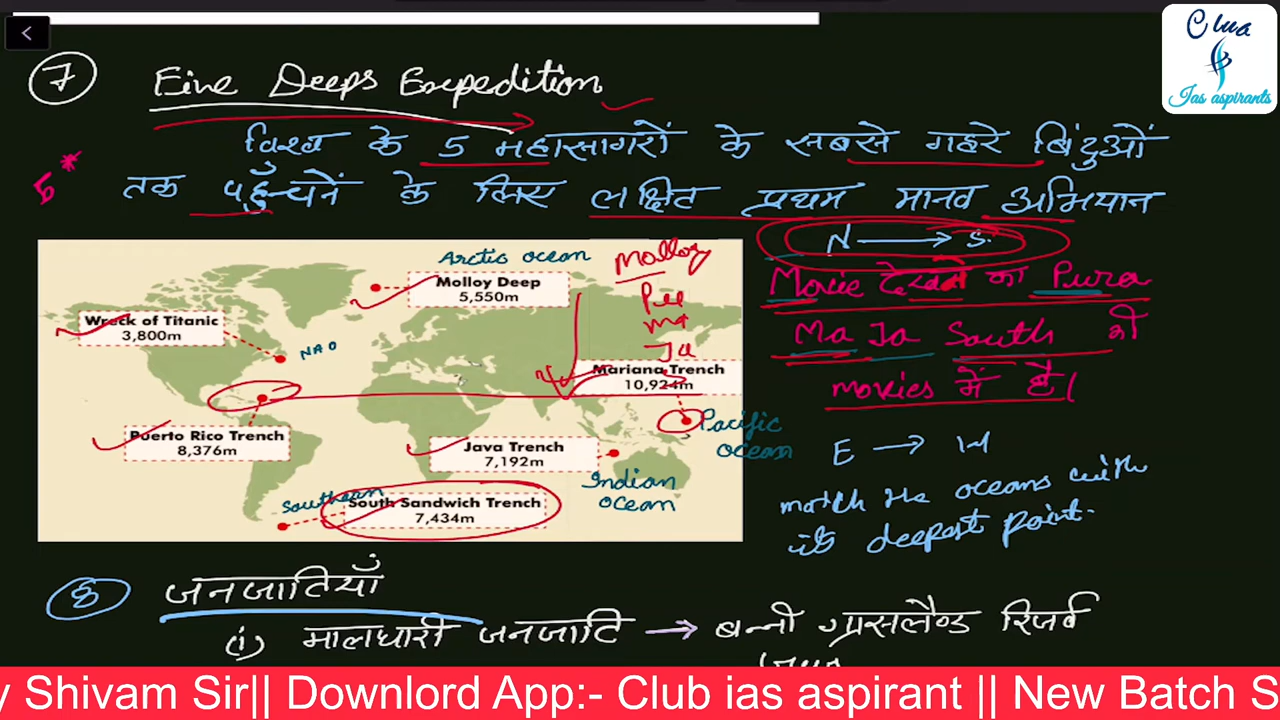 <
Club
Ias aspirants
7 Five Deeps Expedition
विश्व के 5 महासागरों के सबसे गहरे बिंदुओं
5*
तक पहुँचनें के लिए लक्षित प्रथम मानव अभियान
N → S
Arctic ocean
Malloy
Molloy Deep
5,550m
Pu
Ma
Ja
Movie देखने का Pura
Ma Ja South की
movies में है।
Wreck of Titanic
3,800m
NAO
Mariana Trench
10,924m
Pacific
ocean
Puerto Rico Trench
8,376m
Java Trench
7,192m
Indian
ocean
Southern
South Sandwich Trench
7,434m
E → W
match the oceans with
its deepest point.
8 जनजातियाँ
(i) मालधारी जनजाति → बन्नी ग्रासलैण्ड रिजर्व
y Shivam Sir|| Downlord App:- Club ias aspirant || New Batch S